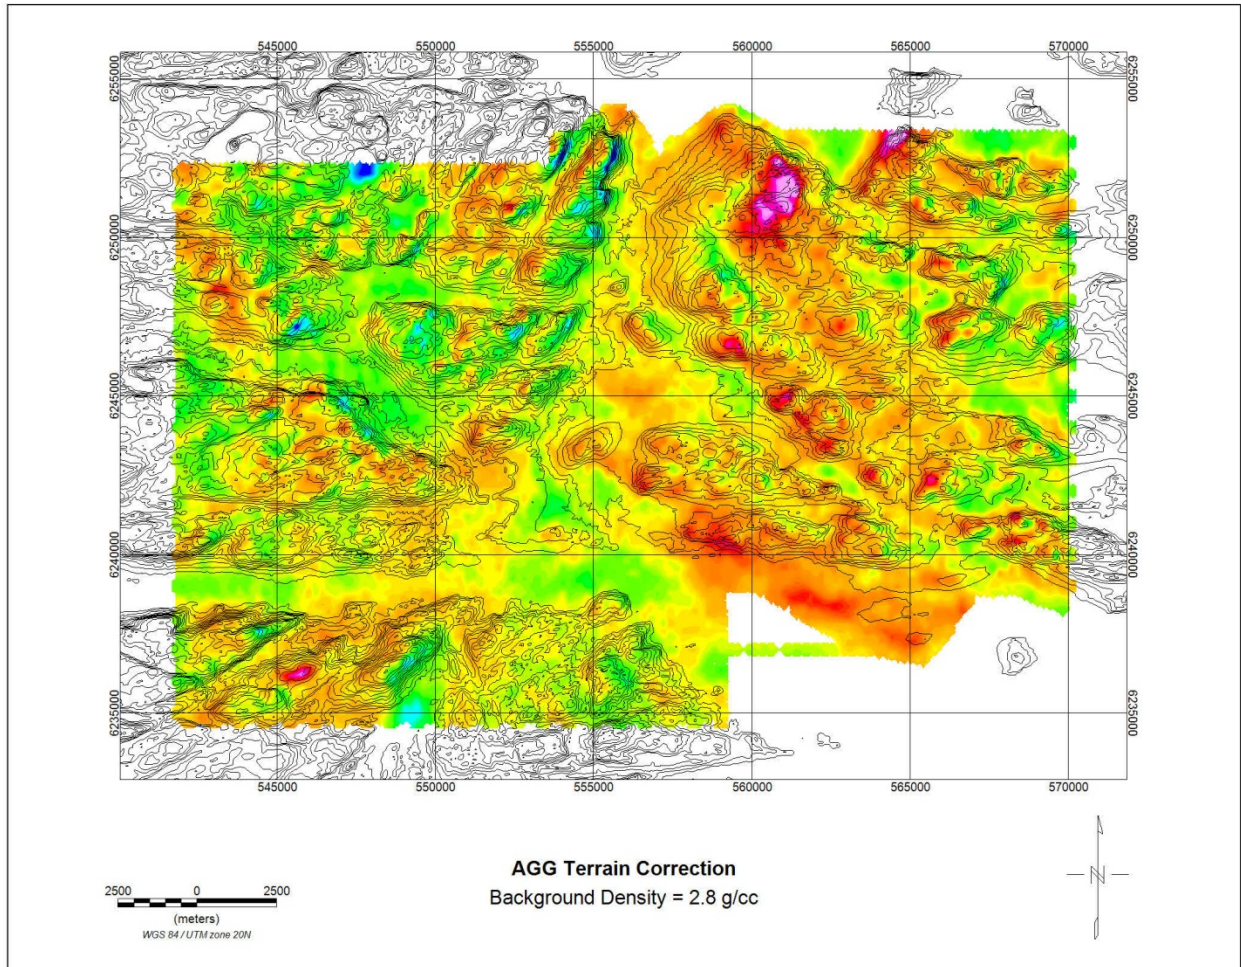 545000 550000 555000 560000 565000 570000
6255000 6255000
6250000 6250000
6245000 6245000
6240000 6240000
6235000 6235000
545000 550000 555000 560000 565000 570000
AGG Terrain Correction
Background Density = 2.8 g/cc
2500 0 2500
(meters)
WGS 84 / UTM zone 20N
N